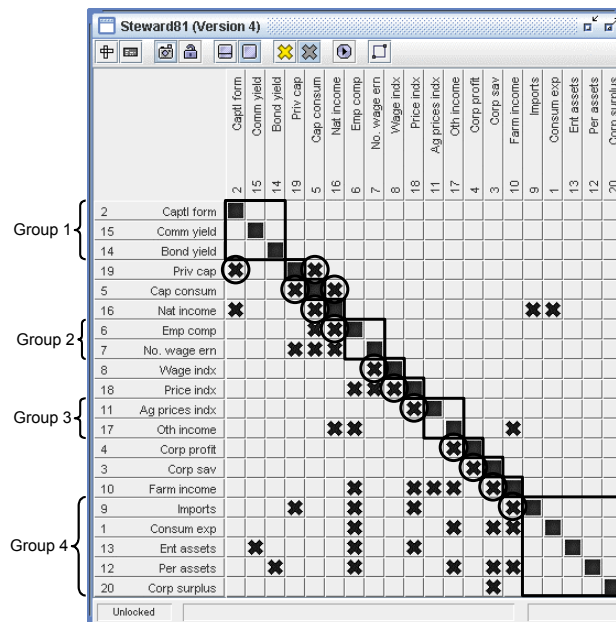 Steward81 (Version 4)
Captl form
Comm yield
Bond yield
Priv cap
Cap consum
Nat income
Emp comp
No. wage ern
Wage indx
Price indx
Ag prices indx
Oth income
Corp profit
Corp sav
Farm income
Imports
Consum exp
Ent assets
Per assets
Corp surplus
2 15 14 19 5 16 6 7 8 18 11 17 4 3 10 9 1 13 12 20
Group 1
2 Captl form
15 Comm yield
14 Bond yield
19 Priv cap
5 Cap consum
16 Nat income
Group 2
6 Emp comp
7 No. wage ern
8 Wage indx
18 Price indx
Group 3
11 Ag prices indx
17 Oth income
4 Corp profit
3 Corp sav
10 Farm income
Group 4
9 Imports
1 Consum exp
13 Ent assets
12 Per assets
20 Corp surplus
Unlocked